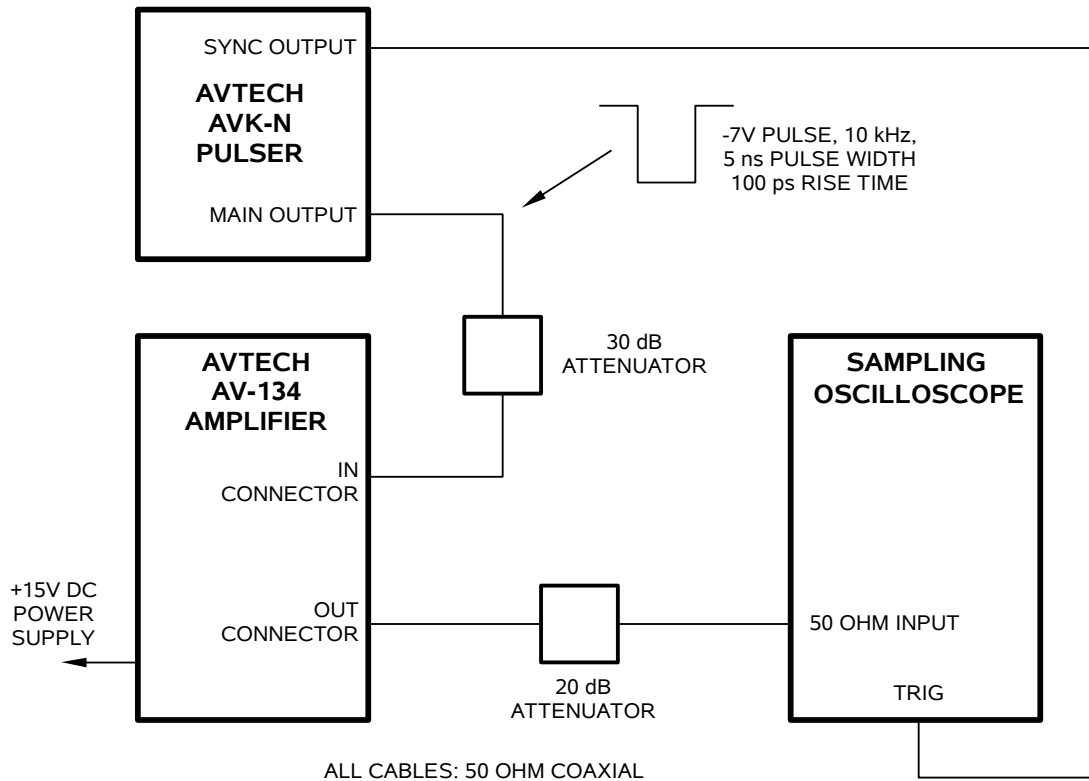 SYNC OUTPUT
AVTECH
AVK-N
PULSER
MAIN OUTPUT
-7V PULSE, 10 kHz,
5 ns PULSE WIDTH
100 ps RISE TIME
30 dB
ATTENUATOR
AVTECH
AV-134
AMPLIFIER
IN
CONNECTOR
OUT
CONNECTOR
+15V DC
POWER
SUPPLY
20 dB
ATTENUATOR
SAMPLING
OSCILLOSCOPE
50 OHM INPUT
TRIG
ALL CABLES: 50 OHM COAXIAL